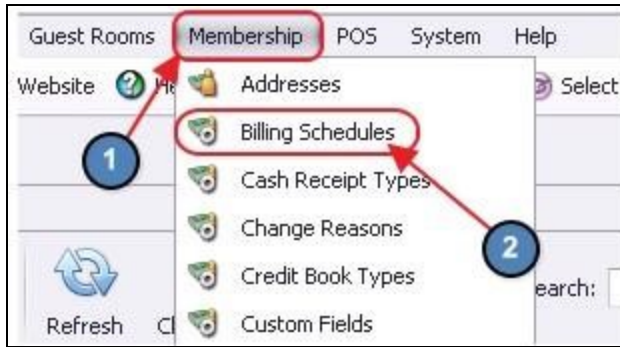 Guest Rooms Membership POS System Help
Website Select
Addresses
1
Billing Schedules
Cash Receipt Types
Change Reasons
2
Credit Book Types
earch:
Refresh
Custom Fields